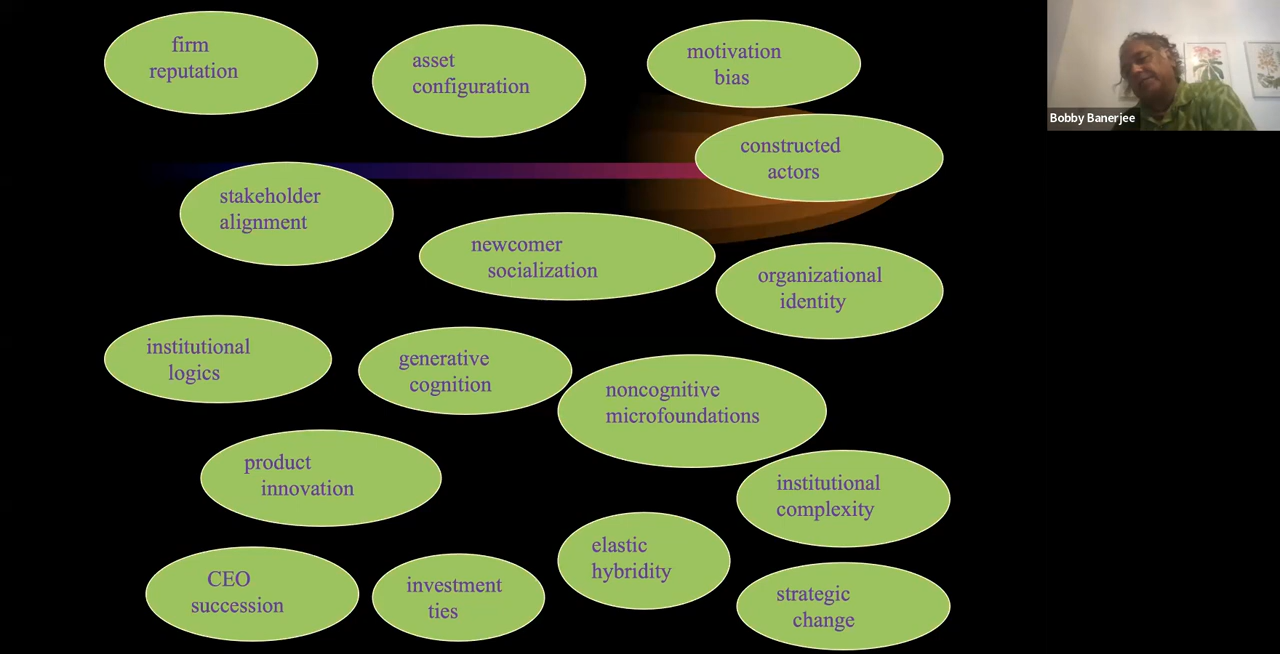 firm
reputation
asset
configuration
motivation
bias
Bobby Banerjee
constructed
actors
stakeholder
alignment
newcomer
socialization
organizational
identity
institutional
logics
generative
cognition
noncognitive
microfoundations
product
innovation
institutional
complexity
elastic
hybridity
CEO
succession
investment
ties
strategic
change